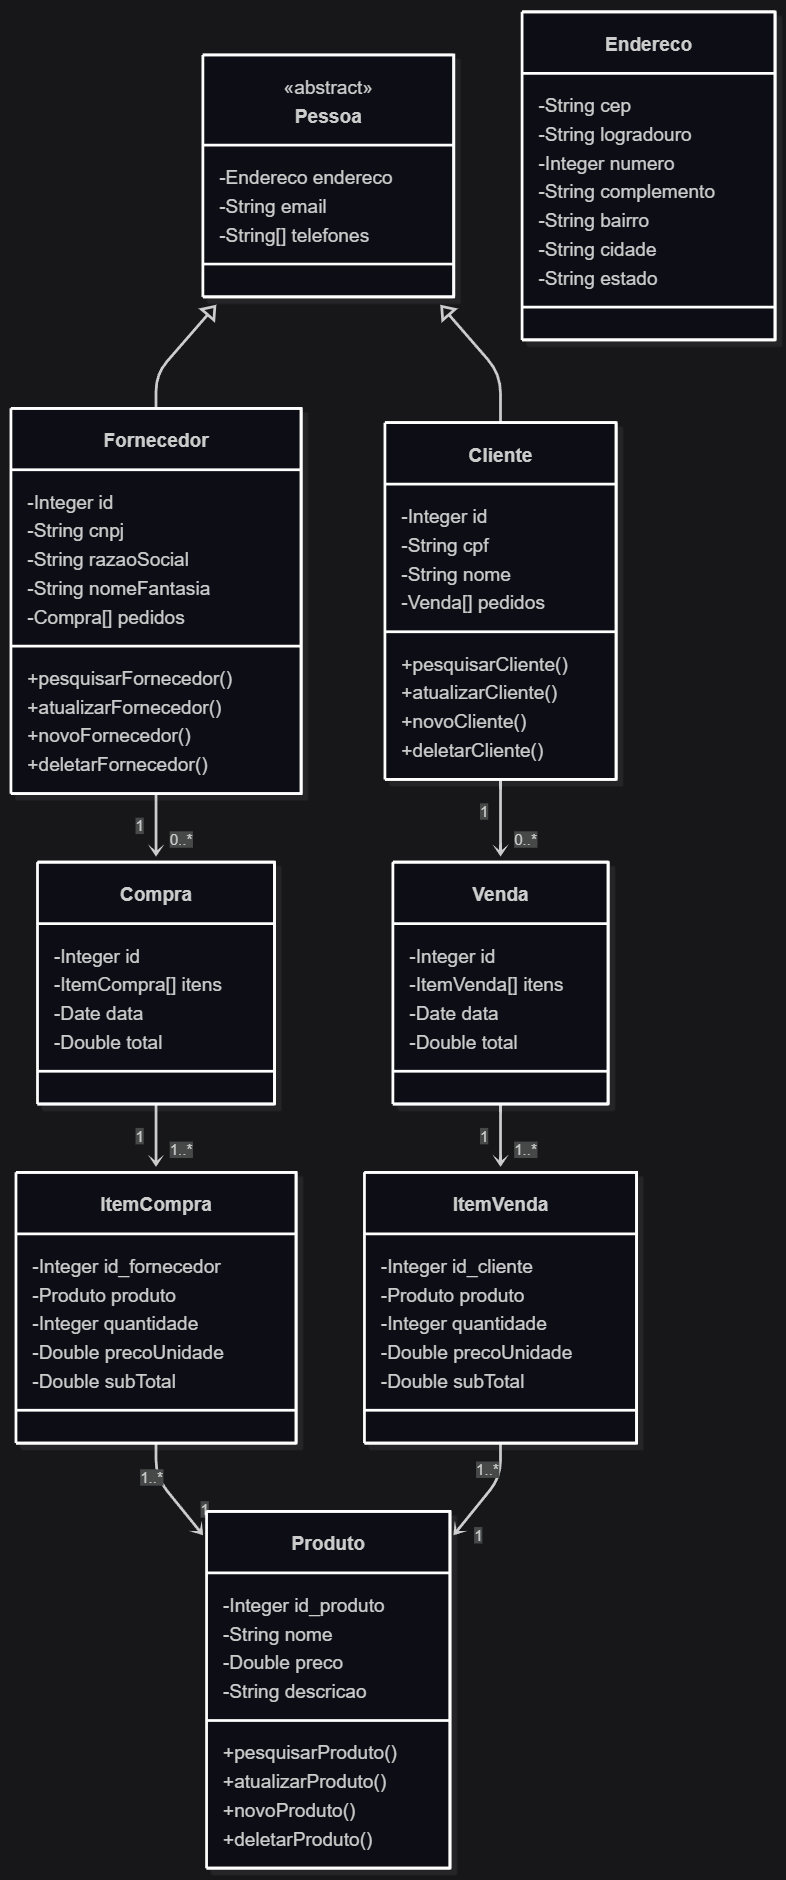 «abstract»
Pessoa
-Endereco endereco
-String email
-String[] telefones
Endereco
-String cep
-String logradouro
-Integer numero
-String complemento
-String bairro
-String cidade
-String estado
Fornecedor
-Integer id
-String cnpj
-String razaoSocial
-String nomeFantasia
-Compra[] pedidos
+pesquisarFornecedor()
+atualizarFornecedor()
+novoFornecedor()
+deletarFornecedor()
Cliente
-Integer id
-String cpf
-String nome
-Venda[] pedidos
+pesquisarCliente()
+atualizarCliente()
+novoCliente()
+deletarCliente()
1
0..*
1
0..*
Compra
-Integer id
-ItemCompra[] itens
-Date data
-Double total
Venda
-Integer id
-ItemVenda[] itens
-Date data
-Double total
1
1..*
1
1..*
ItemCompra
-Integer id_fornecedor
-Produto produto
-Integer quantidade
-Double precoUnidade
-Double subTotal
ItemVenda
-Integer id_cliente
-Produto produto
-Integer quantidade
-Double precoUnidade
-Double subTotal
1..*
1
1..*
1
Produto
-Integer id_produto
-String nome
-Double preco
-String descricao
+pesquisarProduto()
+atualizarProduto()
+novoProduto()
+deletarProduto()